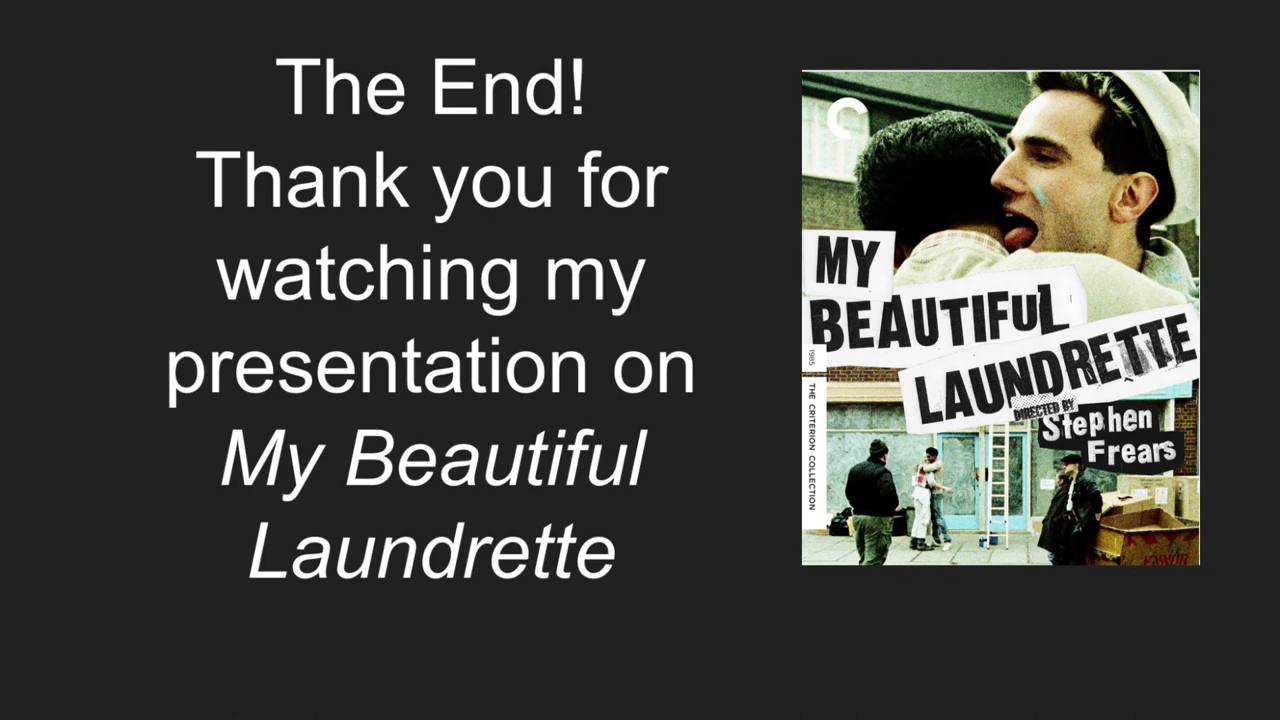 The End!
Thank you for
watching my
presentation on
My Beautiful
Laundrette
MY
BEAUTIFUL
LAUNDRETTE
DIRECTED BY
Stephen
Frears
1985
THE CRITERION COLLECTION